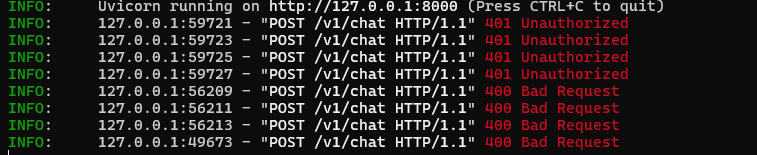 INFO:     Uvicorn running on http://127.0.0.1:8000 (Press CTRL+C to quit)
INFO:     127.0.0.1:59721 - "POST /v1/chat HTTP/1.1" 401 Unauthorized
INFO:     127.0.0.1:59723 - "POST /v1/chat HTTP/1.1" 401 Unauthorized
INFO:     127.0.0.1:59725 - "POST /v1/chat HTTP/1.1" 401 Unauthorized
INFO:     127.0.0.1:59727 - "POST /v1/chat HTTP/1.1" 401 Unauthorized
INFO:     127.0.0.1:56209 - "POST /v1/chat HTTP/1.1" 400 Bad Request
INFO:     127.0.0.1:56211 - "POST /v1/chat HTTP/1.1" 400 Bad Request
INFO:     127.0.0.1:56213 - "POST /v1/chat HTTP/1.1" 400 Bad Request
INFO:     127.0.0.1:49673 - "POST /v1/chat HTTP/1.1" 400 Bad Request